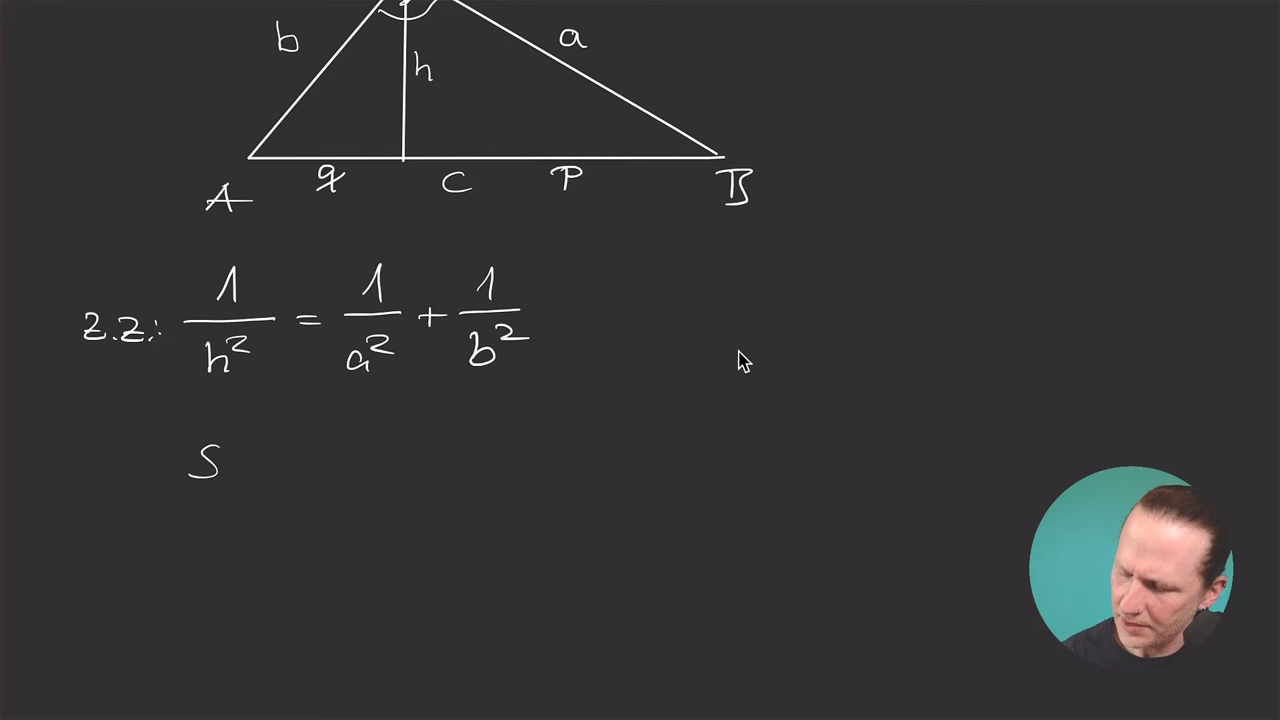 b a
h
q c p
A B
z.z.: 1/h² = 1/a² + 1/b²
S